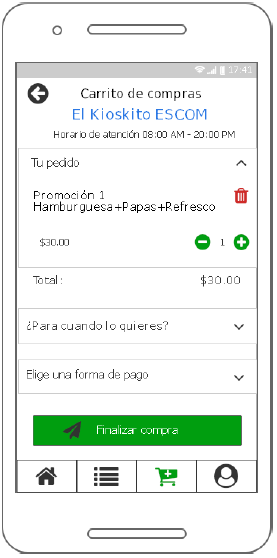 17:41
Carrito de compras
El Kioskito ESCOM
Horario de atención 08:00 AM - 20:00 PM
Tu pedido
Promoción 1
Hamburguesa+Papas+Refresco
$30.00 1
Total: $30.00
¿Para cuando lo quieres?
Elige una forma de pago
Finalizar compra